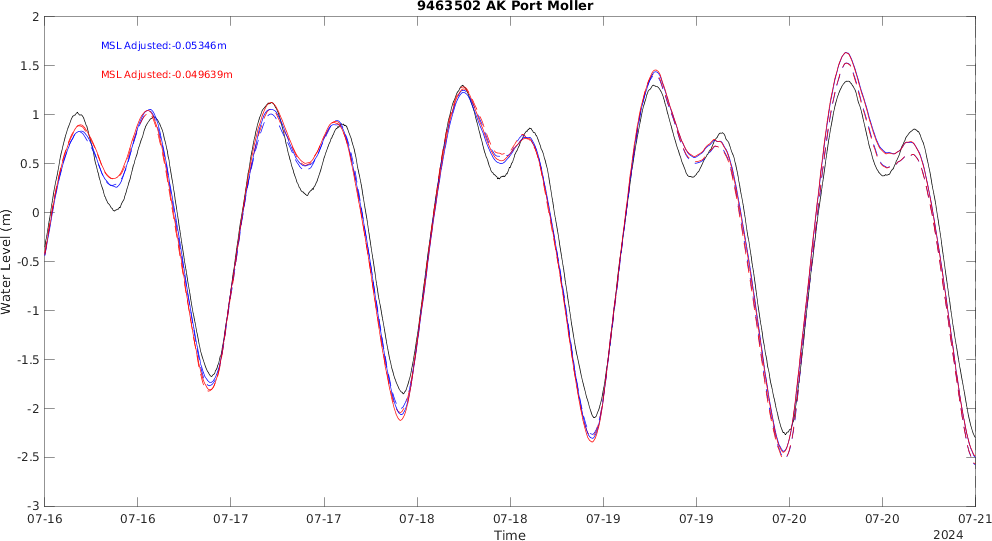 9463502 AK Port Moller
MSL Adjusted:-0.05346m
MSL Adjusted:-0.049639m
Water Level (m)
2
1.5
1
0.5
0
-0.5
-1
-1.5
-2
-2.5
-3
07-16 07-16 07-17 07-17 07-18 07-18 07-19 07-19 07-20 07-20 07-21
Time
2024